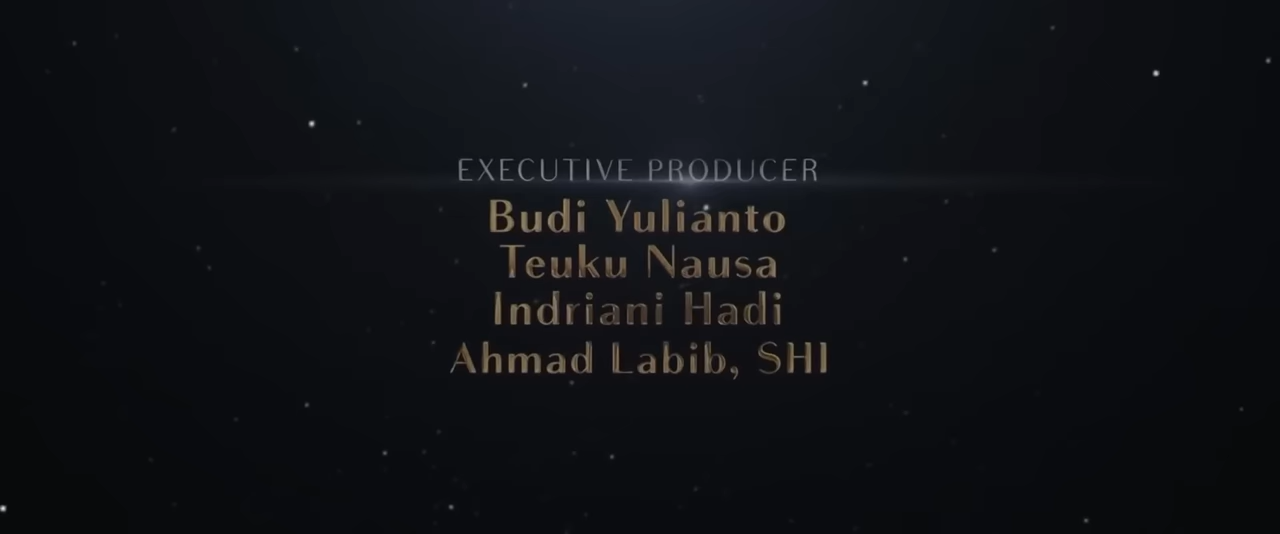 EXECUTIVE PRODUCER
Budi Yulianto
Teuku Nausa
Indriani Hadi
Ahmad Labib, SHI